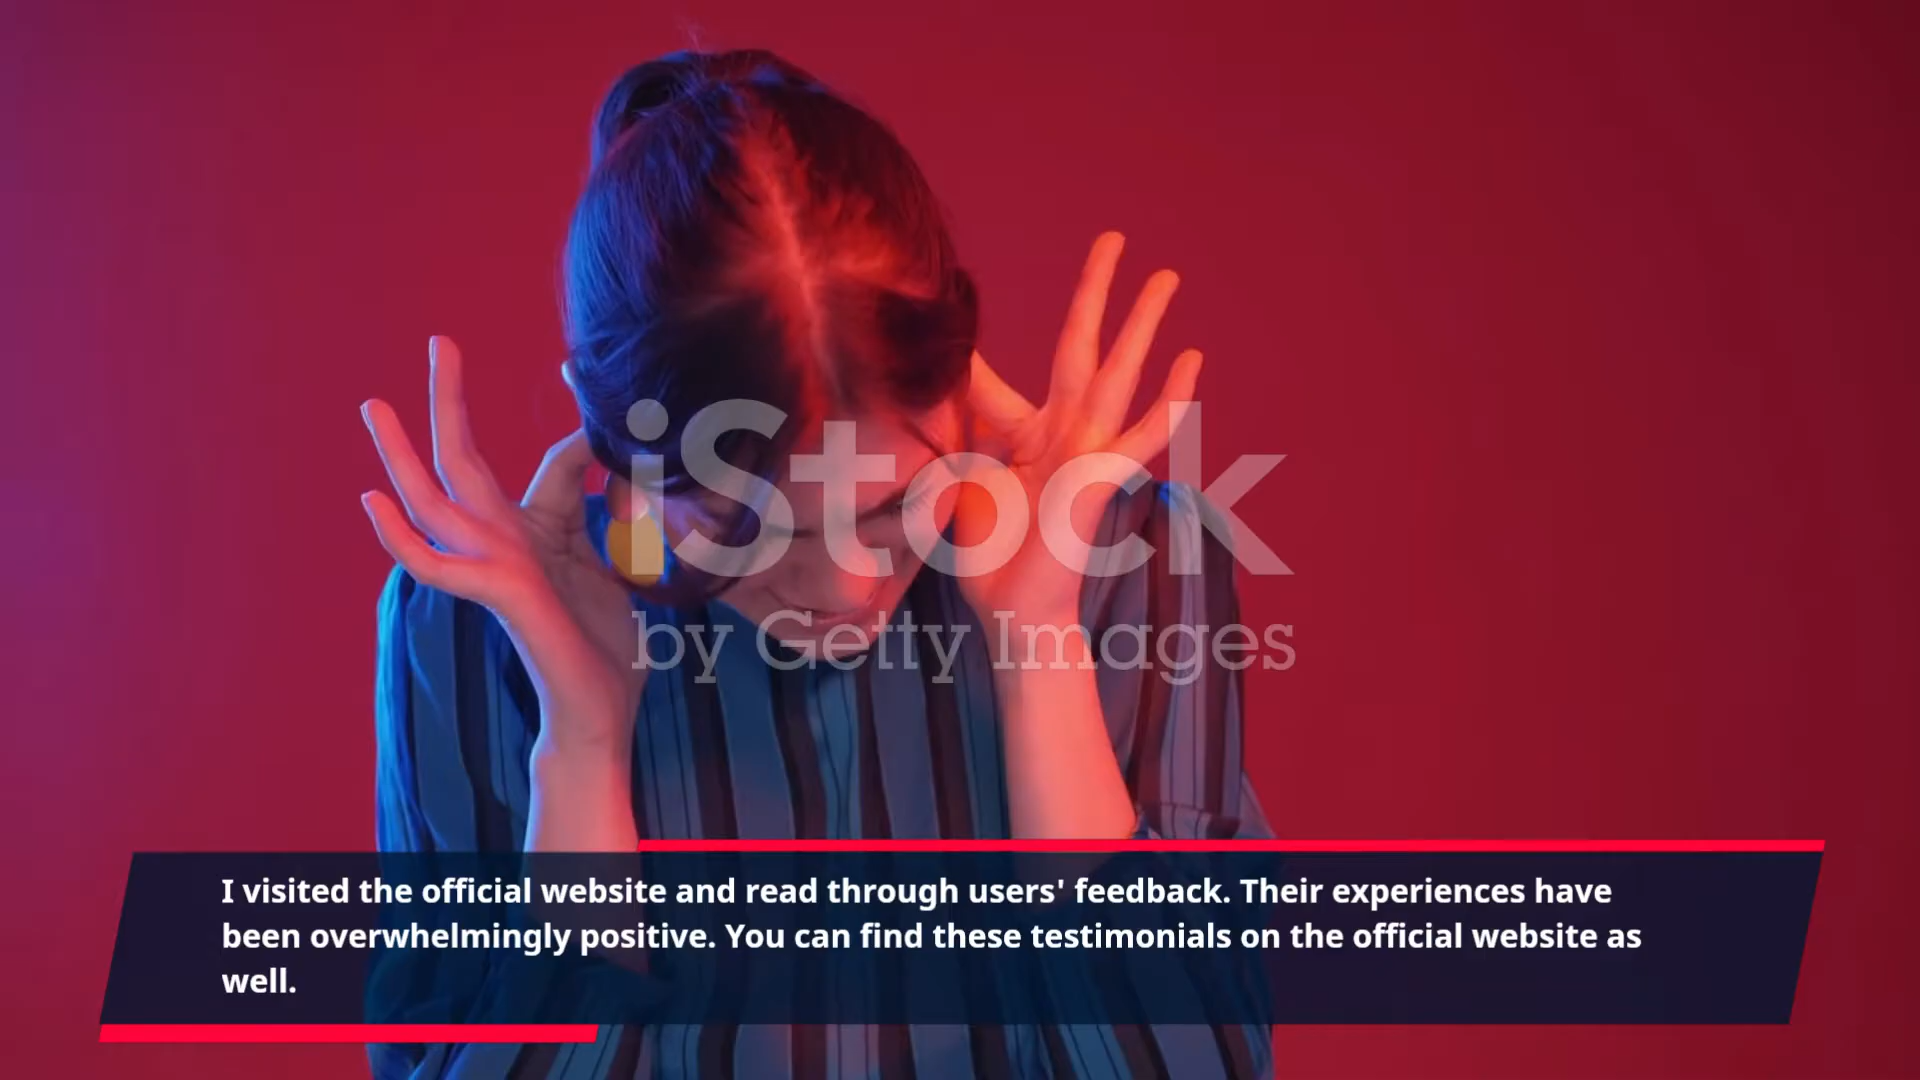 iStock
by Getty Images
I visited the official website and read through users' feedback. Their experiences have
been overwhelmingly positive. You can find these testimonials on the official website as
well.